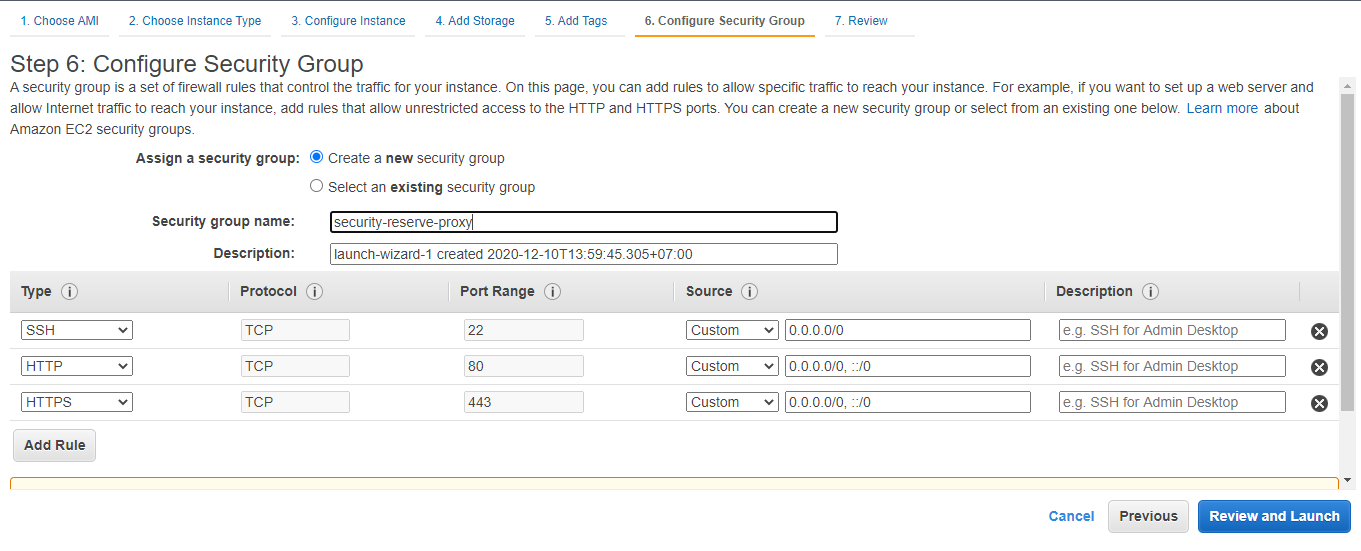 1. Choose AMI 2. Choose Instance Type 3. Configure Instance 4. Add Storage 5. Add Tags 6. Configure Security Group 7. Review
Step 6: Configure Security Group
A security group is a set of firewall rules that control the traffic for your instance. On this page, you can add rules to allow specific traffic to reach your instance. For example, if you want to set up a web server and
allow Internet traffic to reach your instance, add rules that allow unrestricted access to the HTTP and HTTPS ports. You can create a new security group or select from an existing one below. Learn more about
Amazon EC2 security groups.
Assign a security group: Create a new security group
Select an existing security group
Security group name: security-reserve-proxy
Description: launch-wizard-1 created 2020-12-10T13:59:45.305+07:00
Type i Protocol i Port Range i Source i Description i
SSH TCP 22 Custom 0.0.0.0/0 e.g. SSH for Admin Desktop
HTTP TCP 80 Custom 0.0.0.0/0, ::/0 e.g. SSH for Admin Desktop
HTTPS TCP 443 Custom 0.0.0.0/0, ::/0 e.g. SSH for Admin Desktop
Add Rule
Cancel Previous Review and Launch